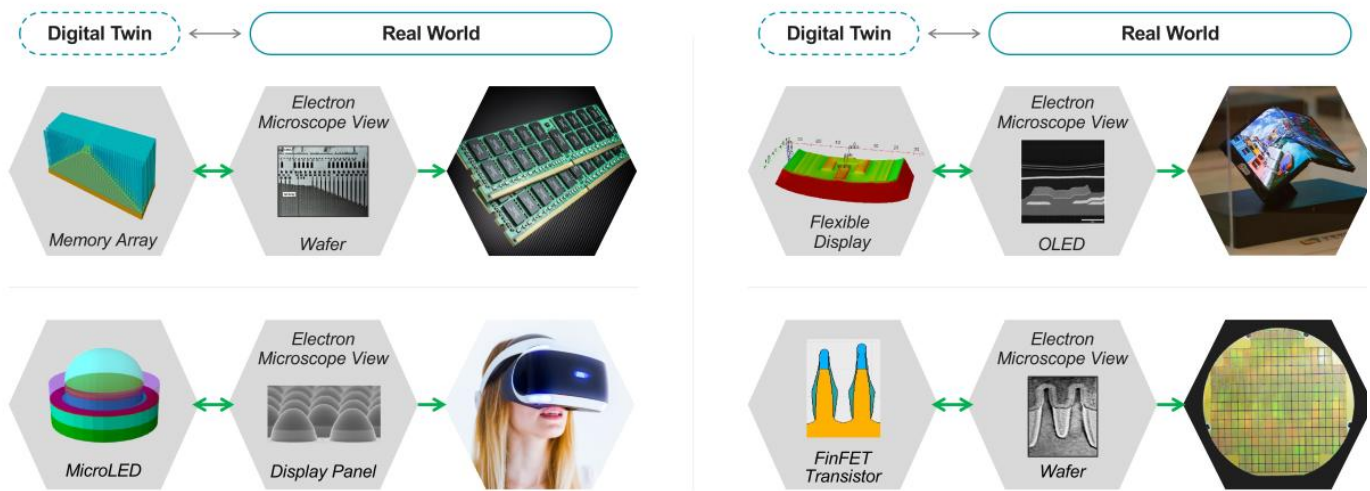 Digital Twin
Real World
Electron
Microscope View
Memory Array
Wafer
Electron
Microscope View
MicroLED
Display Panel
Digital Twin
Real World
Electron
Microscope View
Flexible
Display
OLED
Electron
Microscope View
FinFET
Transistor
Wafer